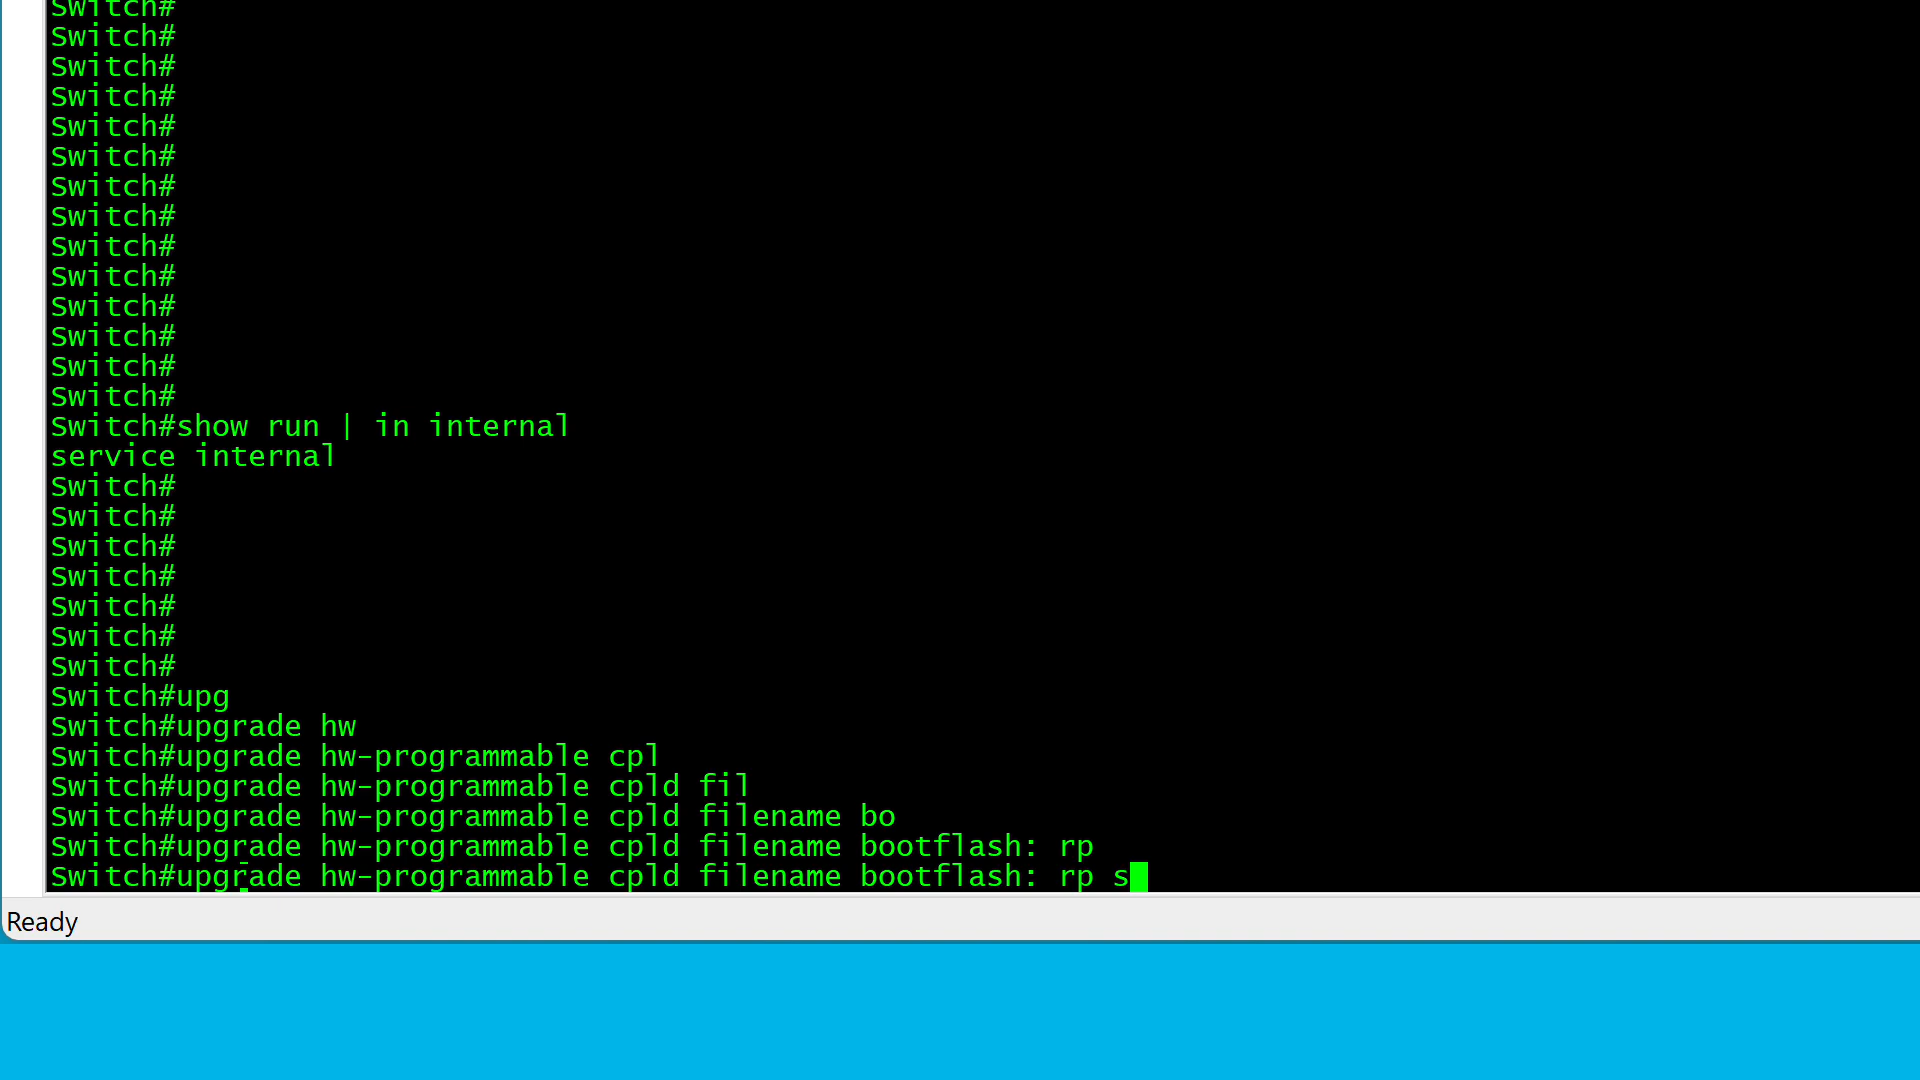 Switch#
Switch#
Switch#
Switch#
Switch#
Switch#
Switch#
Switch#
Switch#
Switch#
Switch#
Switch#
Switch#
Switch#
Switch#show run | in internal
service internal
Switch#
Switch#
Switch#
Switch#
Switch#
Switch#
Switch#
Switch#upg
Switch#upgrade hw
Switch#upgrade hw-programmable cpl
Switch#upgrade hw-programmable cpld fil
Switch#upgrade hw-programmable cpld filename bo
Switch#upgrade hw-programmable cpld filename bootflash: rp
Switch#upgrade hw-programmable cpld filename bootflash: rp s
Ready